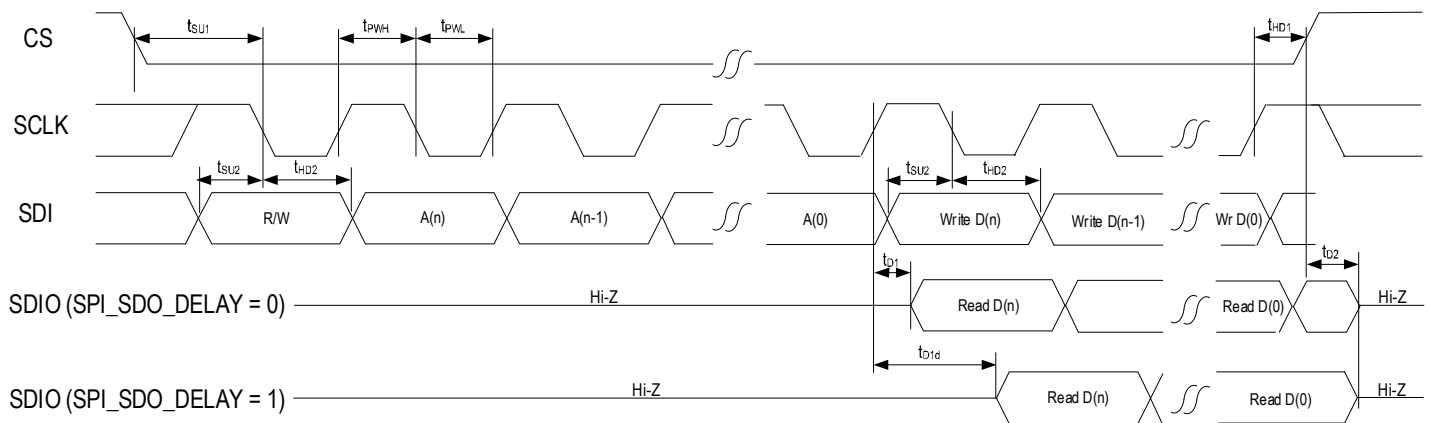 CS
tSU1
tPWH
tPWL
tHD1
SCLK
tSU2
tHD2
tSU2
tHD2
SDI
R/W
A(n)
A(n-1)
A(0)
Write D(n)
Write D(n-1)
Wr D(0)
tD1
tD2
SDIO (SPI_SDO_DELAY = 0)
Hi-Z
Read D(n)
Read D(0)
Hi-Z
tD1d
SDIO (SPI_SDO_DELAY = 1)
Hi-Z
Read D(n)
Read D(0)
Hi-Z